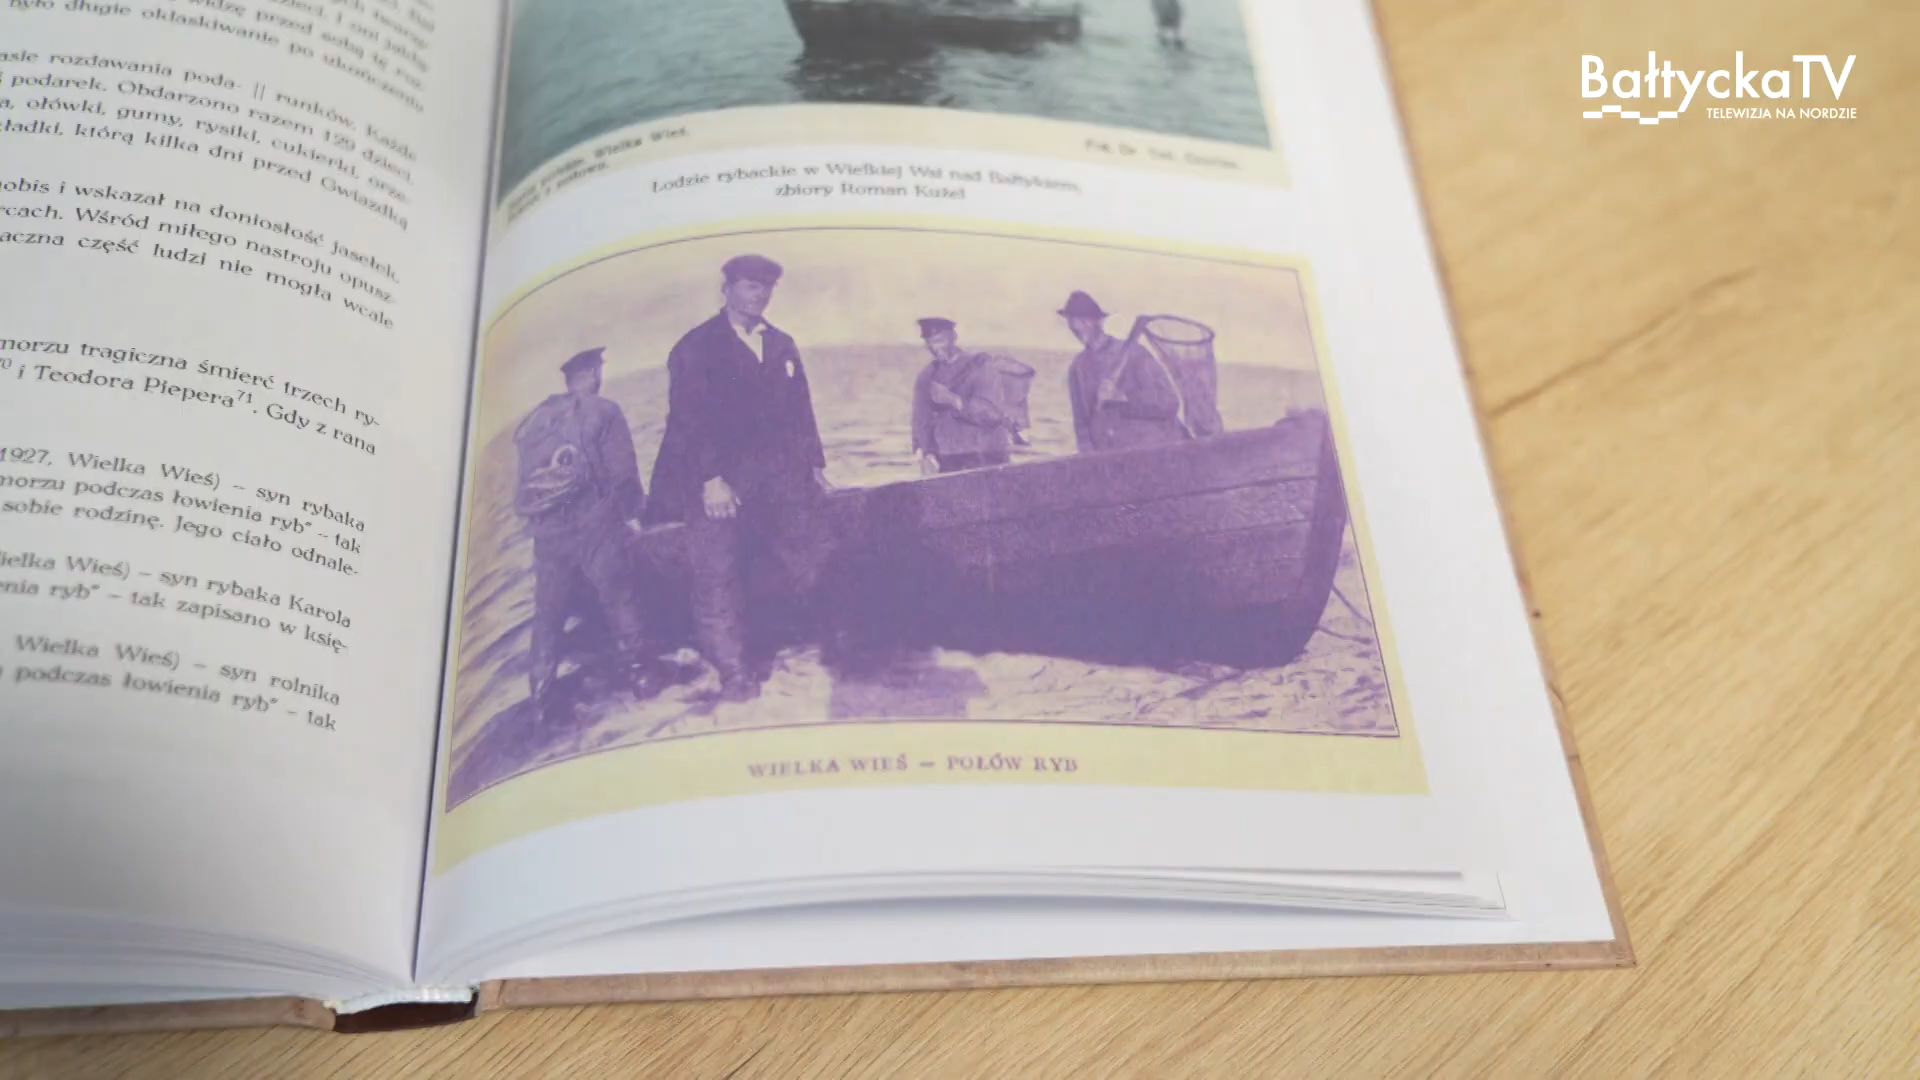 było długie oklaskiwanie po ukończeniu
asie rozdawania poda- || runków. Każde
podarek. Obdarzono razem 129 dzieci.
a, ołówki, gumy, rysiki, cukierki, orze-
ładki, którą kilka dni przed Gwiazdką
obis i wskazał na doniosłość jasełek.
rcach. Wśród miłego nastroju opusz-
aczna część ludzi nie mogła wcale
morzu tragiczna śmierć trzech ry-
70 i Teodora Piepera71. Gdy z rana
1927, Wielka Wieś) – syn rybaka
morzu podczas łowienia ryb" – tak
sobie rodzinę. Jego ciało odnale-
ielka Wieś) – syn rybaka Karola
enia ryb" – tak zapisano w księ-
Wielka Wieś) – syn rolnika
podczas łowienia ryb" – tak
Wielka Wieś.
Łodzie rybackie w Wielkiej Wsi nad Bałtykiem,
zbiory Roman Kużel
WIELKA WIEŚ – POŁÓW RYB
BałtyckaTV
TELEWIZJA NA NORDZIE